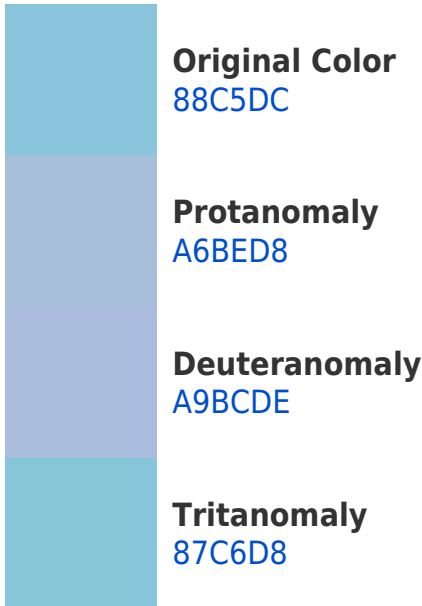 Original Color
88C5DC
Protanomaly
A6BED8
Deuteranomaly
A9BCDE
Tritanomaly
87C6D8